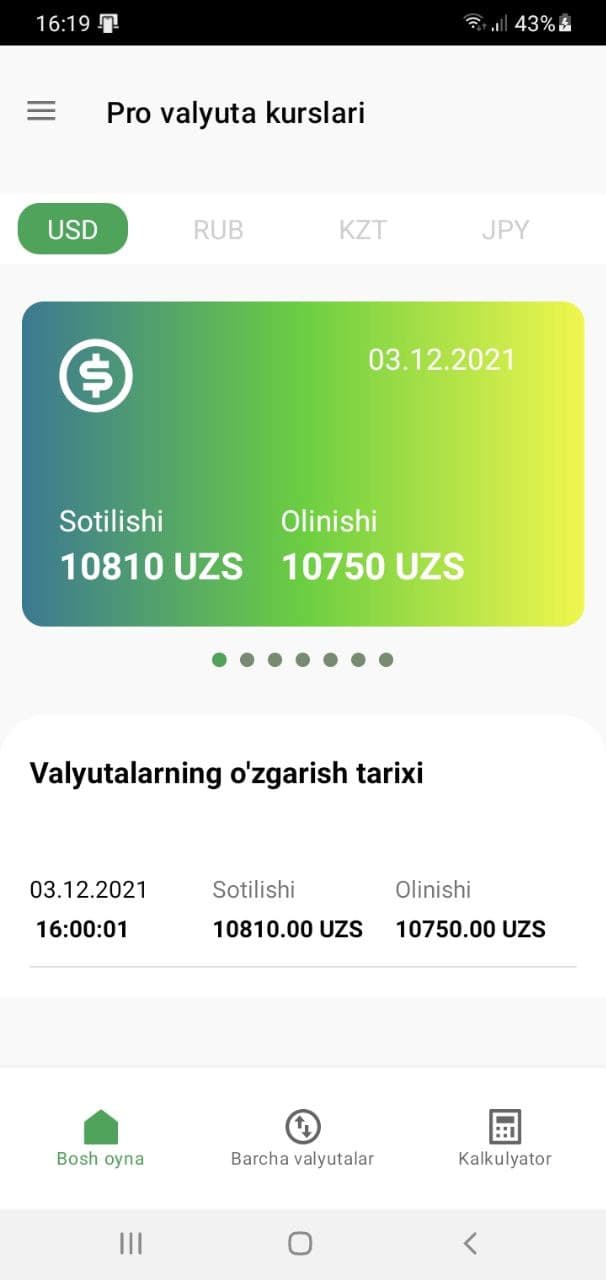 16:19 43%
Pro valyuta kurslari
USD RUB KZT JPY
03.12.2021
Sotilishi Olinishi
10810 UZS 10750 UZS
Valyutalarning o'zgarish tarixi
03.12.2021 Sotilishi Olinishi
16:00:01 10810.00 UZS 10750.00 UZS
Bosh oyna Barcha valyutalar Kalkulyator